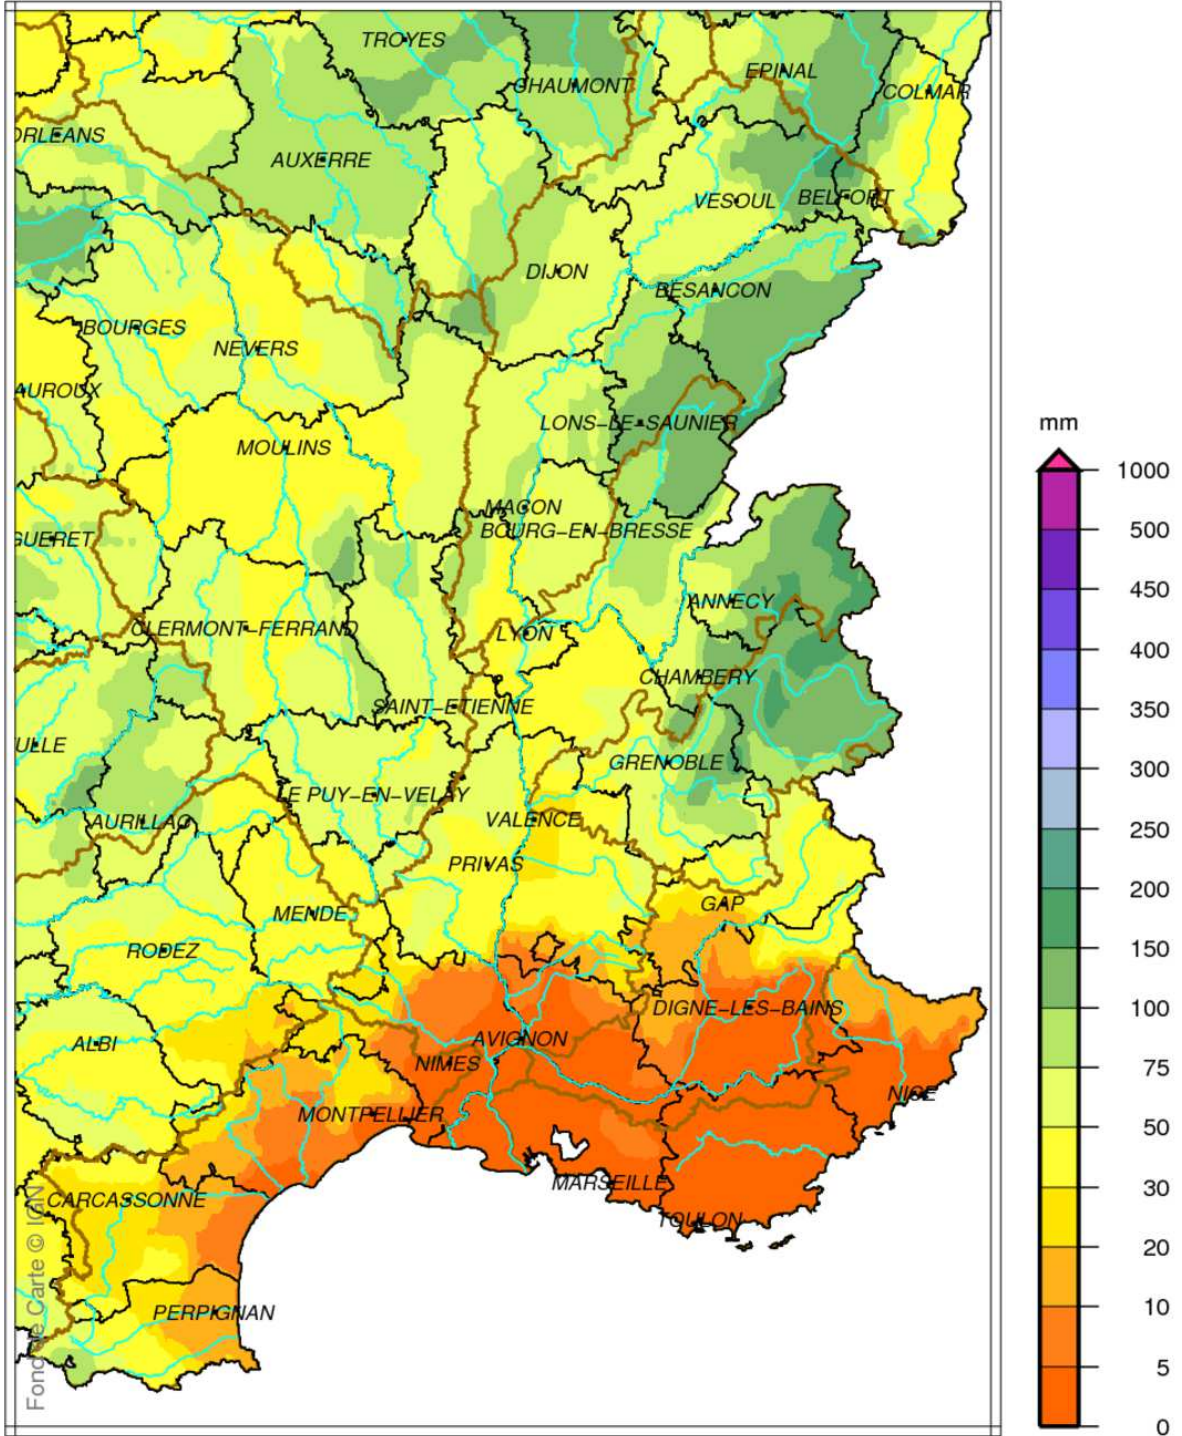 TROYES
CHAUMONT
EPINAL
COLMAR
ORLEANS
AUXERRE
VESOUL
BELFORT
DIJON
BESANCON
BOURGES
NEVERS
AUROUX
LONS-LE-SAUNIER
MOULINS
MACON
BOURG-EN-BRESSE
GUERET
ANNECY
CLERMONT-FERRAND
LYON
CHAMBERY
SAINT-ETIENNE
ULLE
GRENOBLE
LE PUY-EN-VELAY
AURILLAC
VALENCE
PRIVAS
GAP
MENDE
RODEZ
DIGNE-LES-BAINS
AVIGNON
ALBI
NIMES
NICE
MONTPELLIER
MARSEILLE
CARCASSONNE
TOULON
PERPIGNAN
Fond de Carte © IGN
mm
1000
500
450
400
350
300
250
200
150
100
75
50
30
20
10
5
0